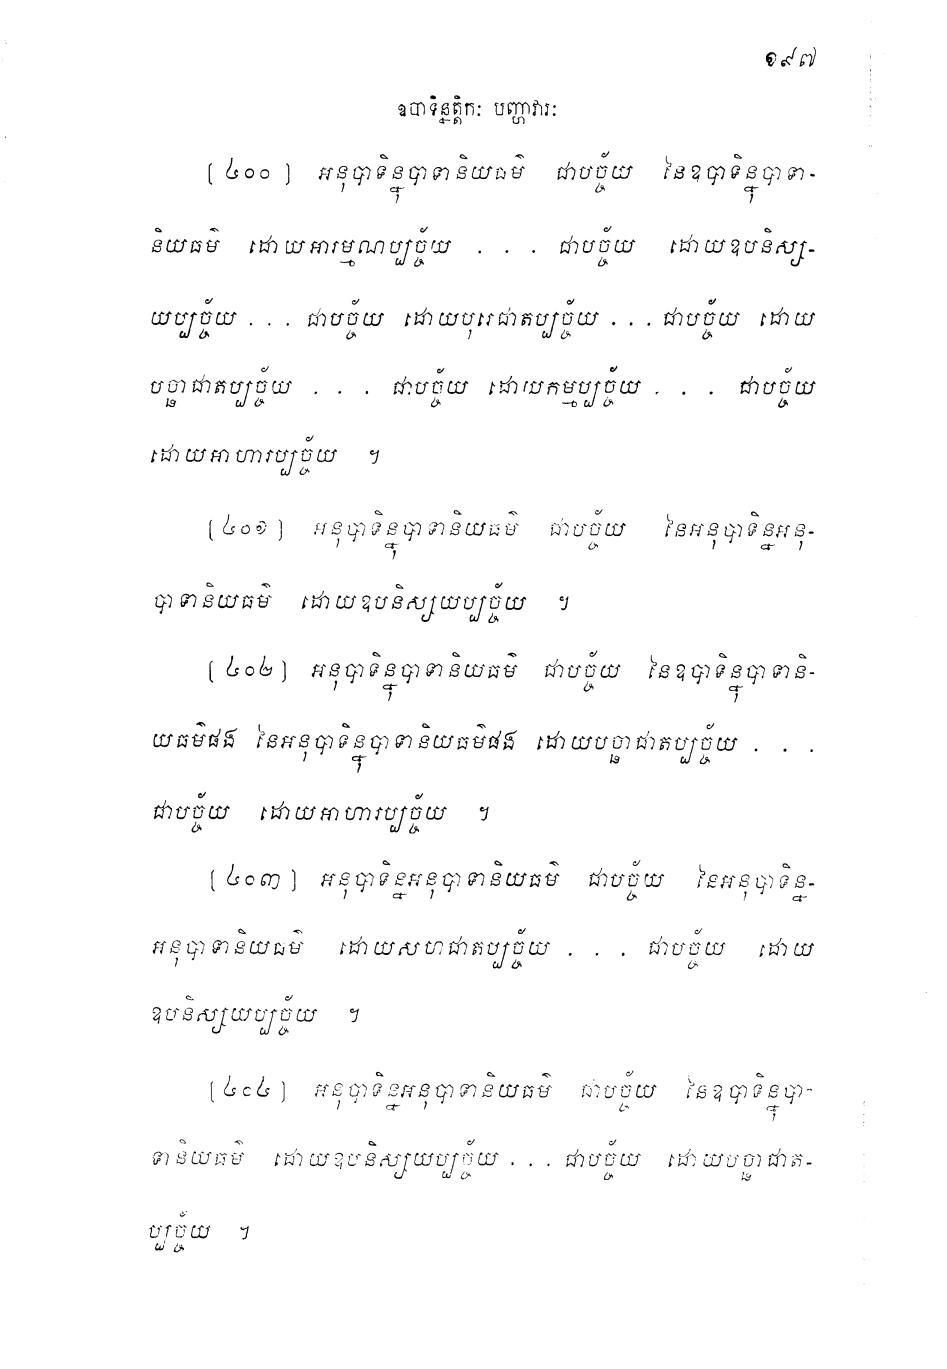 ១៩៧
ឧបាទិន្នត្តិកៈ បញ្ហាវារៈ
[ ៤០០ ] អនុបាទិន្នុបាទានិយធម៌ ជាបច្ច័យ នៃឧបាទិន្នុបាទា-
និយធម៌ ដោយអារម្មណប្បច្ច័យ . . . ជាបច្ច័យ ដោយឧបនិស្ស-
យប្បច្ច័យ . . . ជាបច្ច័យ ដោយបុរេជាតប្បច្ច័យ . . . ជាបច្ច័យ ដោយ
បច្ឆាជាតប្បច្ច័យ . . . ជាបច្ច័យ ដោយកម្មប្បច្ច័យ . . . ជាបច្ច័យ
ដោយអាហារប្បច្ច័យ ។
[ ៤០១ ] អនុបាទិន្នុបាទានិយធម៌ ជាបច្ច័យ នៃអនុបាទិន្នអនុ-
បាទានិយធម៌ ដោយឧបនិស្សយប្បច្ច័យ ។
[ ៤០២ ] អនុបាទិន្នុបាទានិយធម៌ ជាបច្ច័យ នៃឧបាទិន្នុបាទានិ-
យធម៌ផង នៃអនុបាទិន្នុបាទានិយធម៌ផង ដោយបច្ឆាជាតប្បច្ច័យ . . .
ជាបច្ច័យ ដោយអាហារប្បច្ច័យ ។
[ ៤០៣ ] អនុបាទិន្នអនុបាទានិយធម៌ ជាបច្ច័យ នៃអនុបាទិន្ន-
អនុបាទានិយធម៌ ដោយសហជាតប្បច្ច័យ . . . ជាបច្ច័យ ដោយ
ឧបនិស្សយប្បច្ច័យ ។
[ ៤០៤ ] អនុបាទិន្នអនុបាទានិយធម៌ ជាបច្ច័យ នៃឧបាទិន្នុបា-
ទានិយធម៌ ដោយឧបនិស្សយប្បច្ច័យ . . . ជាបច្ច័យ ដោយបច្ឆាជាត-
ប្បច្ច័យ ។